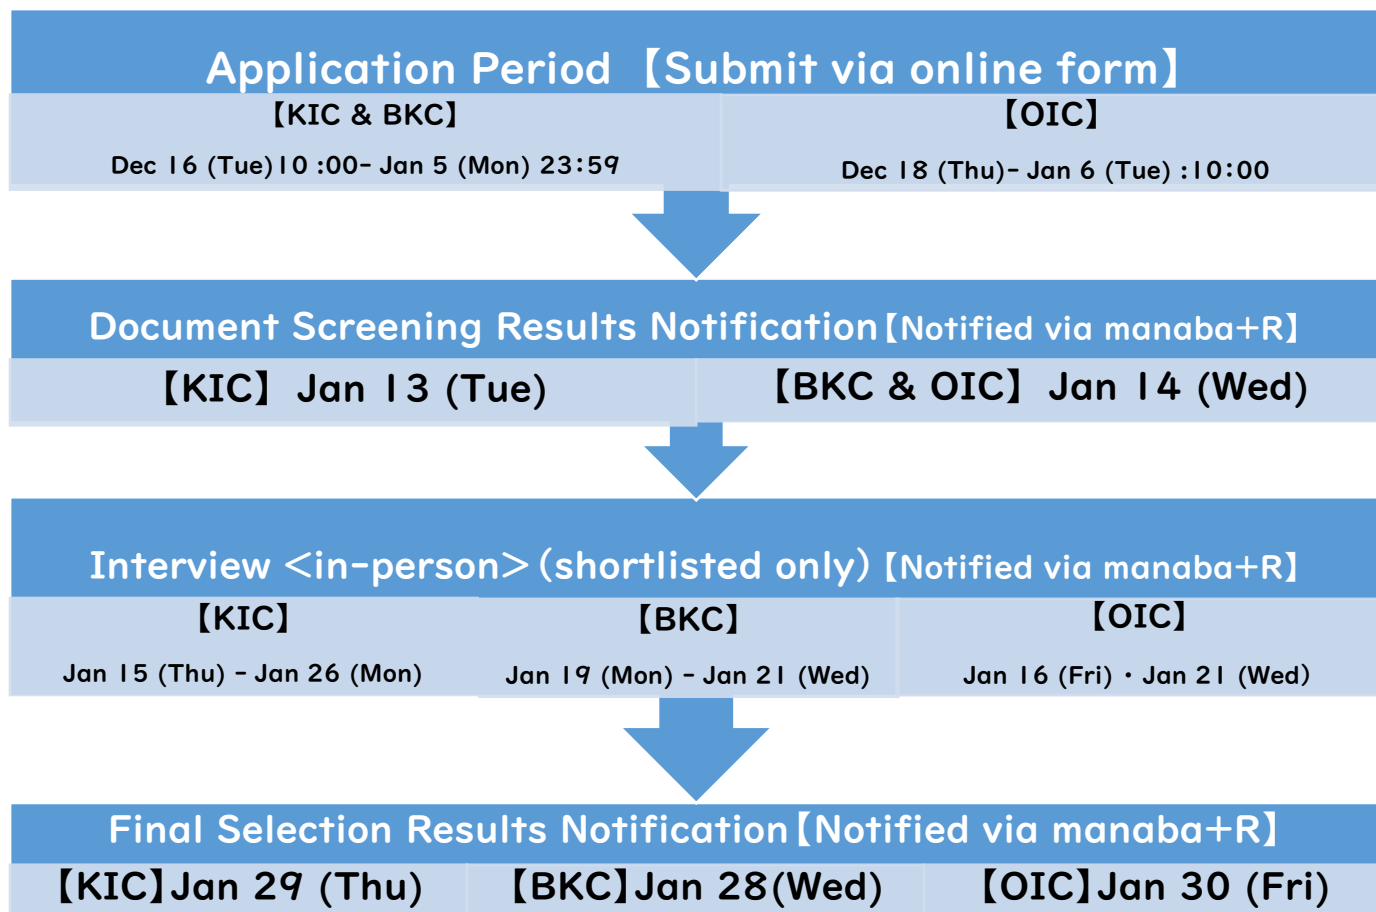 Application Period 【Submit via online form】
【KIC & BKC】
Dec 16 (Tue)10 :00- Jan 5 (Mon) 23:59
【OIC】
Dec 18 (Thu)- Jan 6 (Tue) :10:00
Document Screening Results Notification【Notified via manaba+R】
【KIC】 Jan 13 (Tue)
【BKC & OIC】 Jan 14 (Wed)
Interview <in-person>(shortlisted only)【Notified via manaba+R】
【KIC】
Jan 15 (Thu) - Jan 26 (Mon)
【BKC】
Jan 19 (Mon) - Jan 21 (Wed)
【OIC】
Jan 16 (Fri)・Jan 21 (Wed)
Final Selection Results Notification【Notified via manaba+R】
【KIC】Jan 29 (Thu)
【BKC】Jan 28(Wed)
【OIC】Jan 30 (Fri)